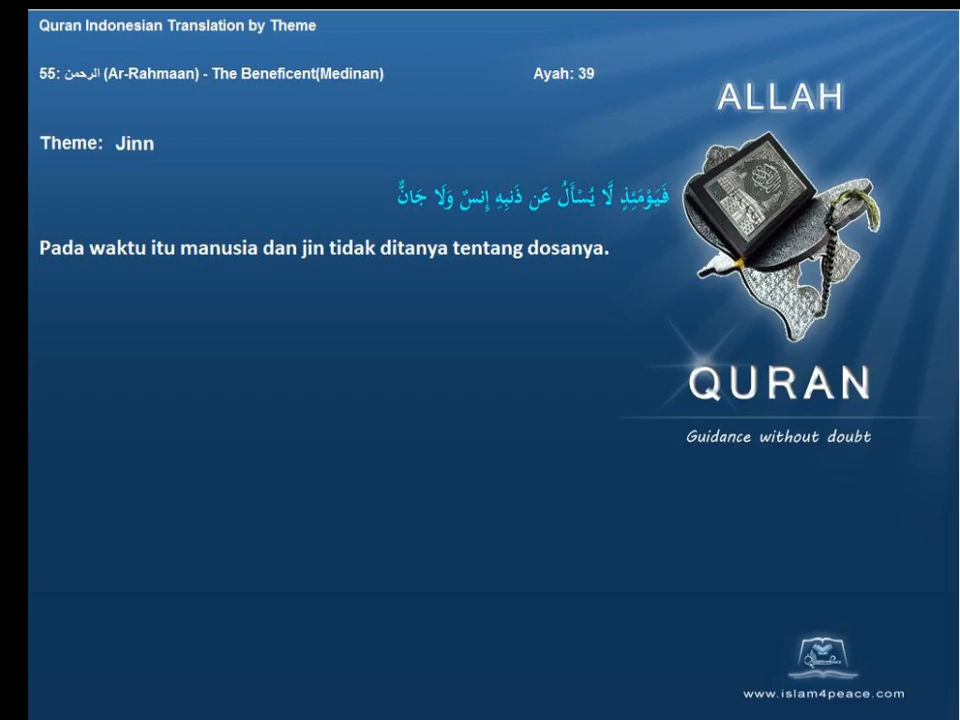 Quran Indonesian Translation by Theme
55: الرحمن (Ar-Rahmaan) - The Beneficent(Medinan)
Ayah: 39
Theme: Jinn
فَيَوْمَئِذٍ لَّا يُسْأَلُ عَن ذَنبِهِ إِنسٌ وَلَا جَانٌّ
Pada waktu itu manusia dan jin tidak ditanya tentang dosanya.
ALLAH
QURAN
Guidance without doubt
www.islam4peace.com